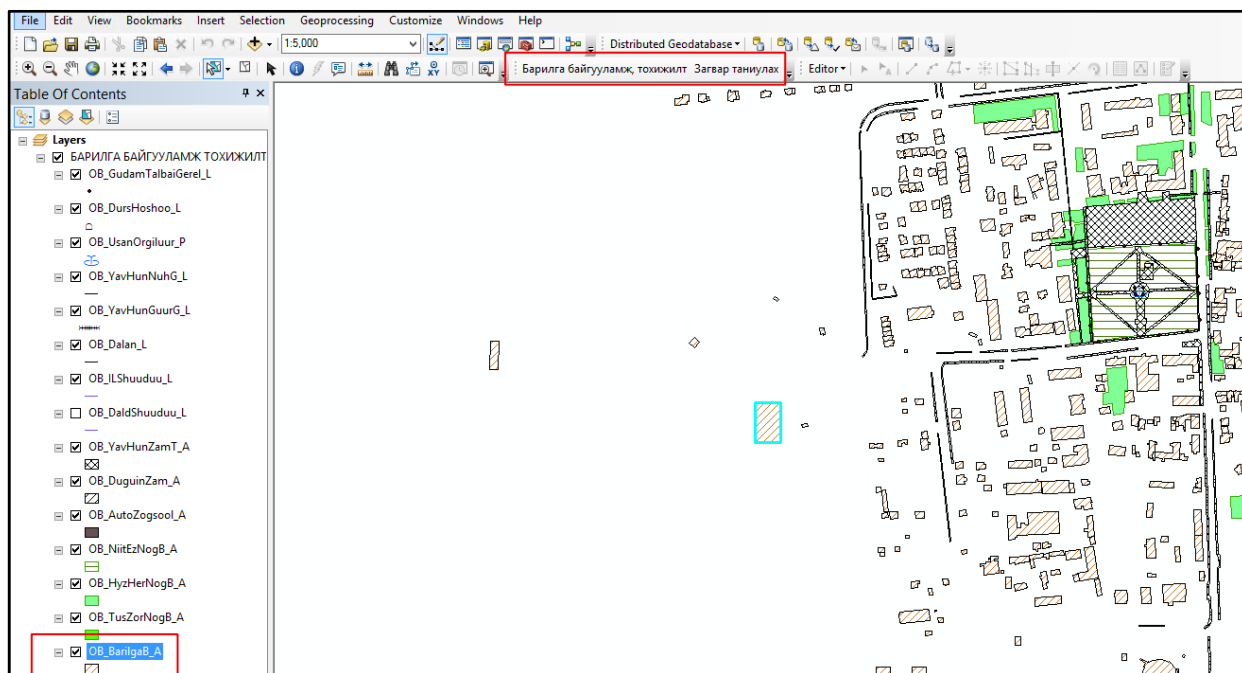 File Edit View Bookmarks Insert Selection Geoprocessing Customize Windows Help
1:5,000 Distributed Geodatabase
Барилга байгууламж, тохижилт Загвар таниулах Editor
Table Of Contents
Layers
БАРИЛГА БАЙГУУЛАМЖ ТОХИЖИЛТ
OB_GudamTalbaiGerel_L
OB_DursHoshoo_L
OB_UsanOrgiluur_P
OB_YavHunNuhG_L
OB_YavHunGuurG_L
OB_Dalan_L
OB_ILShuuduu_L
OB_DaldShuuduu_L
OB_YavHunZamT_A
OB_DuguinZam_A
OB_AutoZogsool_A
OB_NiitEzNogB_A
OB_HyzHerNogB_A
OB_TusZorNogB_A
OB_BarilgaB_A